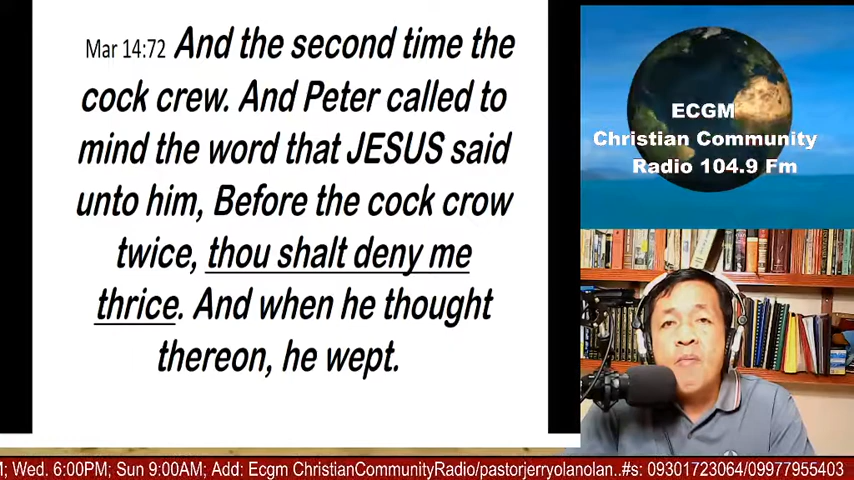 Mar 14:72 And the second time the
cock crew. And Peter called to
mind the word that JESUS said
unto him, Before the cock crow
twice, thou shalt deny me
thrice. And when he thought
thereon, he wept.
ECGM
Christian Community
Radio 104.9 Fm
M; Wed. 6:00PM; Sun 9:00AM; Add: Ecgm ChristianCommunityRadio/pastorjerryolanolan..#s: 09301723064/09977955403